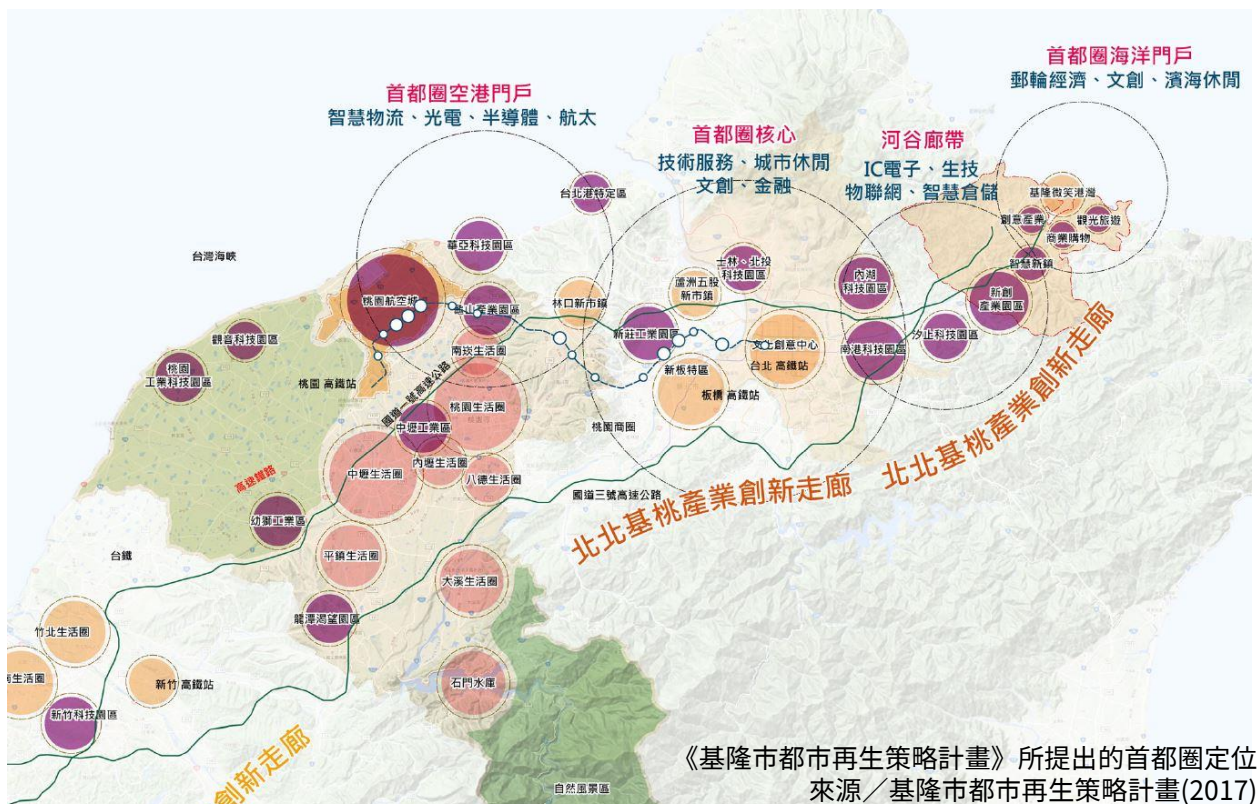 首都圈海洋門戶
郵輪經濟、文創、濱海休閒
首都圈空港門戶
智慧物流、光電、半導體、航太
首都圈核心
技術服務、城市休閒
文創、金融
河谷廊帶
IC電子、生技
物聯網、智慧倉儲
台北港特定區
基隆微笑港灣
創意產業
觀光旅遊
商業購物
智慧新鎮
華亞科技園區
台灣海峽
士林、北投
科技園區
內湖
科技園區
蘆洲五股
新市鎮
新創
產業園區
桃園航空城
林口新市鎮
龜山產業園區
新莊工業園區
汐止科技園區
觀音科技園區
南崁生活圈
文化創意中心
南港科技園區
台北 高鐵站
桃園
工業科技園區
桃園 高鐵站
國道二號高速公路
新板特區
板橋 高鐵站
桃園生活圈
中壢工業區
桃園商圈
內壢生活圈
中壢生活圈
八德生活圈
高速鐵路
國道三號高速公路
北北基桃產業創新走廊
北北基桃產業創新走廊
幼獅工業區
台鐵
平鎮生活圈
大溪生活圈
龍潭渴望園區
竹北生活圈
生活圈
新竹 高鐵站
石門水庫
新竹科技園區
創新走廊
自然風景區
《基隆市都市再生策略計畫》所提出的首都圈定位
來源／基隆市都市再生策略計畫(2017)